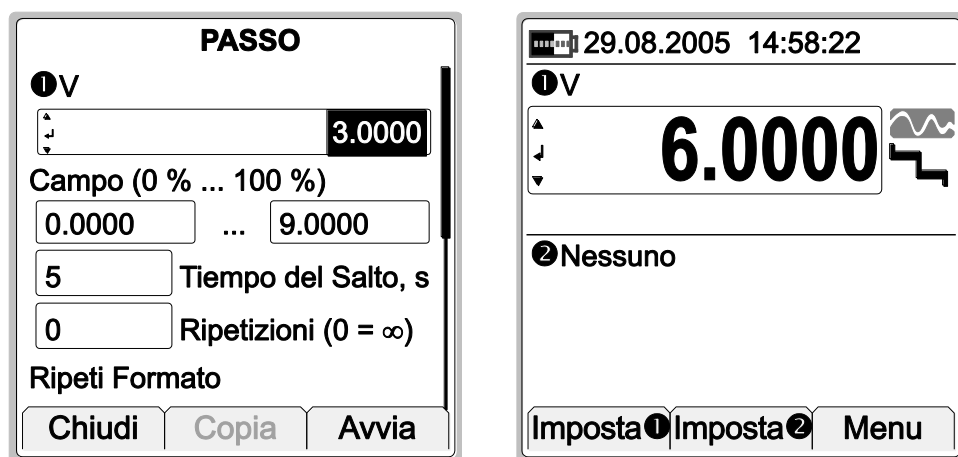 PASSO
❶V
3.0000
Campo (0 % ... 100 %)
0.0000 ... 9.0000
5 Tiempo del Salto, s
0 Ripetizioni (0 = ∞)
Ripeti Formato
Chiudi Copia Avvia
29.08.2005 14:58:22
❶V
6.0000
❷Nessuno
Imposta❶ Imposta❷ Menu